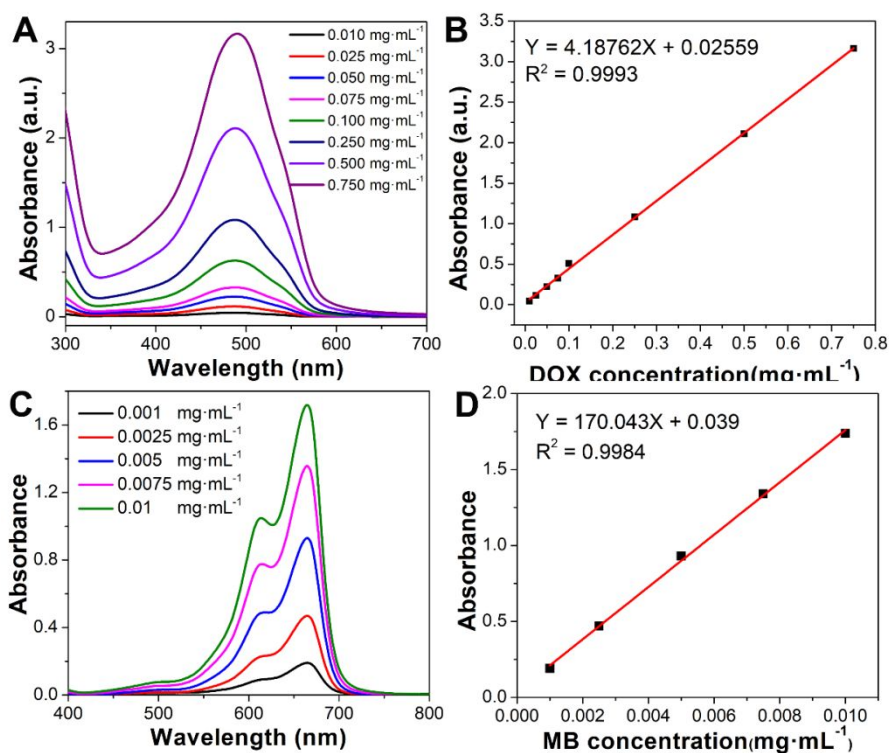 A
Absorbance (a.u.)
3
2
1
0
300 400 500 600 700
Wavelength (nm)
0.010 mg·mL⁻¹
0.025 mg·mL⁻¹
0.050 mg·mL⁻¹
0.075 mg·mL⁻¹
0.100 mg·mL⁻¹
0.250 mg·mL⁻¹
0.500 mg·mL⁻¹
0.750 mg·mL⁻¹
B
Y = 4.18762X + 0.02559
R² = 0.9993
Absorbance (a.u.)
3.5
3.0
2.5
2.0
1.5
1.0
0.5
0.0
0.0 0.1 0.2 0.3 0.4 0.5 0.6 0.7 0.8
DOX concentration(mg·mL⁻¹)
C
Absorbance
1.6
1.2
0.8
0.4
0.0
400 500 600 700 800
Wavelength (nm)
0.001 mg·mL⁻¹
0.0025 mg·mL⁻¹
0.005 mg·mL⁻¹
0.0075 mg·mL⁻¹
0.01 mg·mL⁻¹
D
Y = 170.043X + 0.039
R² = 0.9984
Absorbance
2.0
1.5
1.0
0.5
0.0
0.000 0.002 0.004 0.006 0.008 0.010
MB concentration(mg·mL⁻¹)